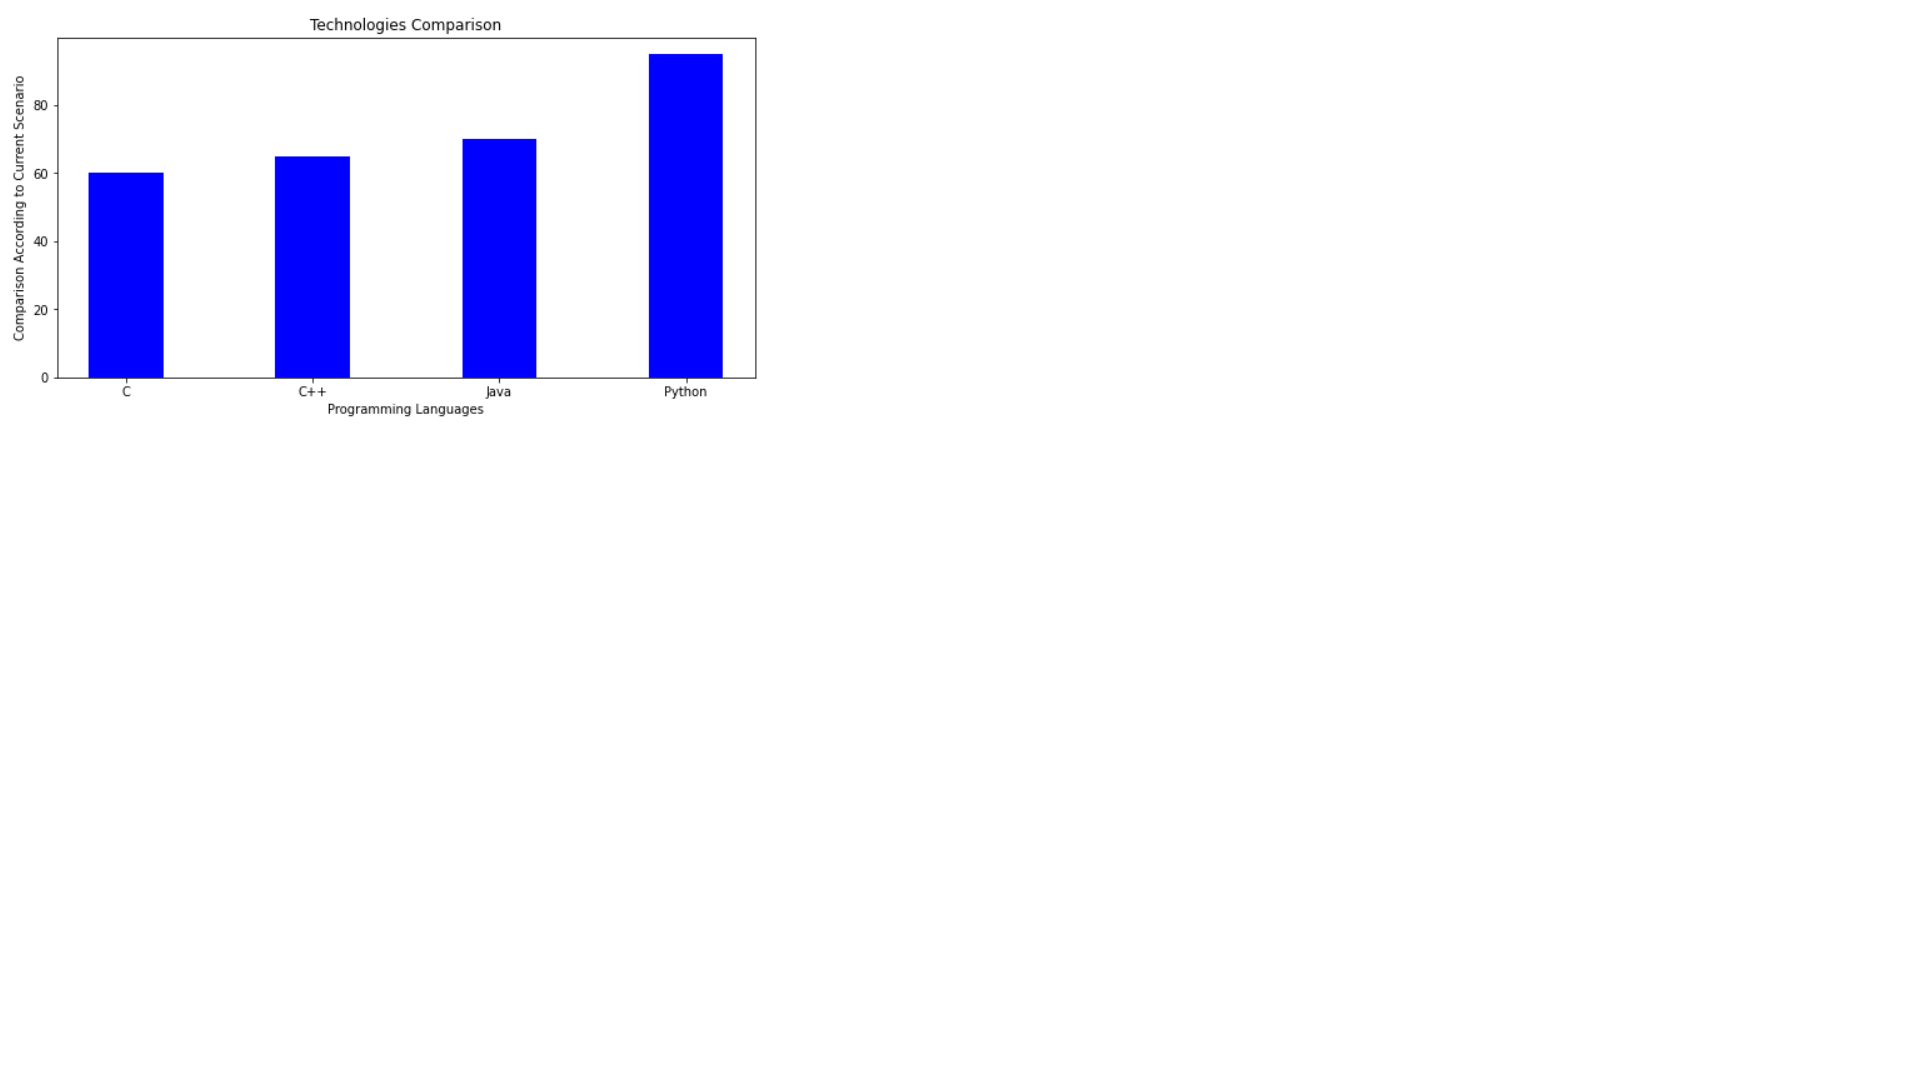 Technologies Comparison
Comparison According to Current Scenario
80
60
40
20
0
C C++ Java Python
Programming Languages